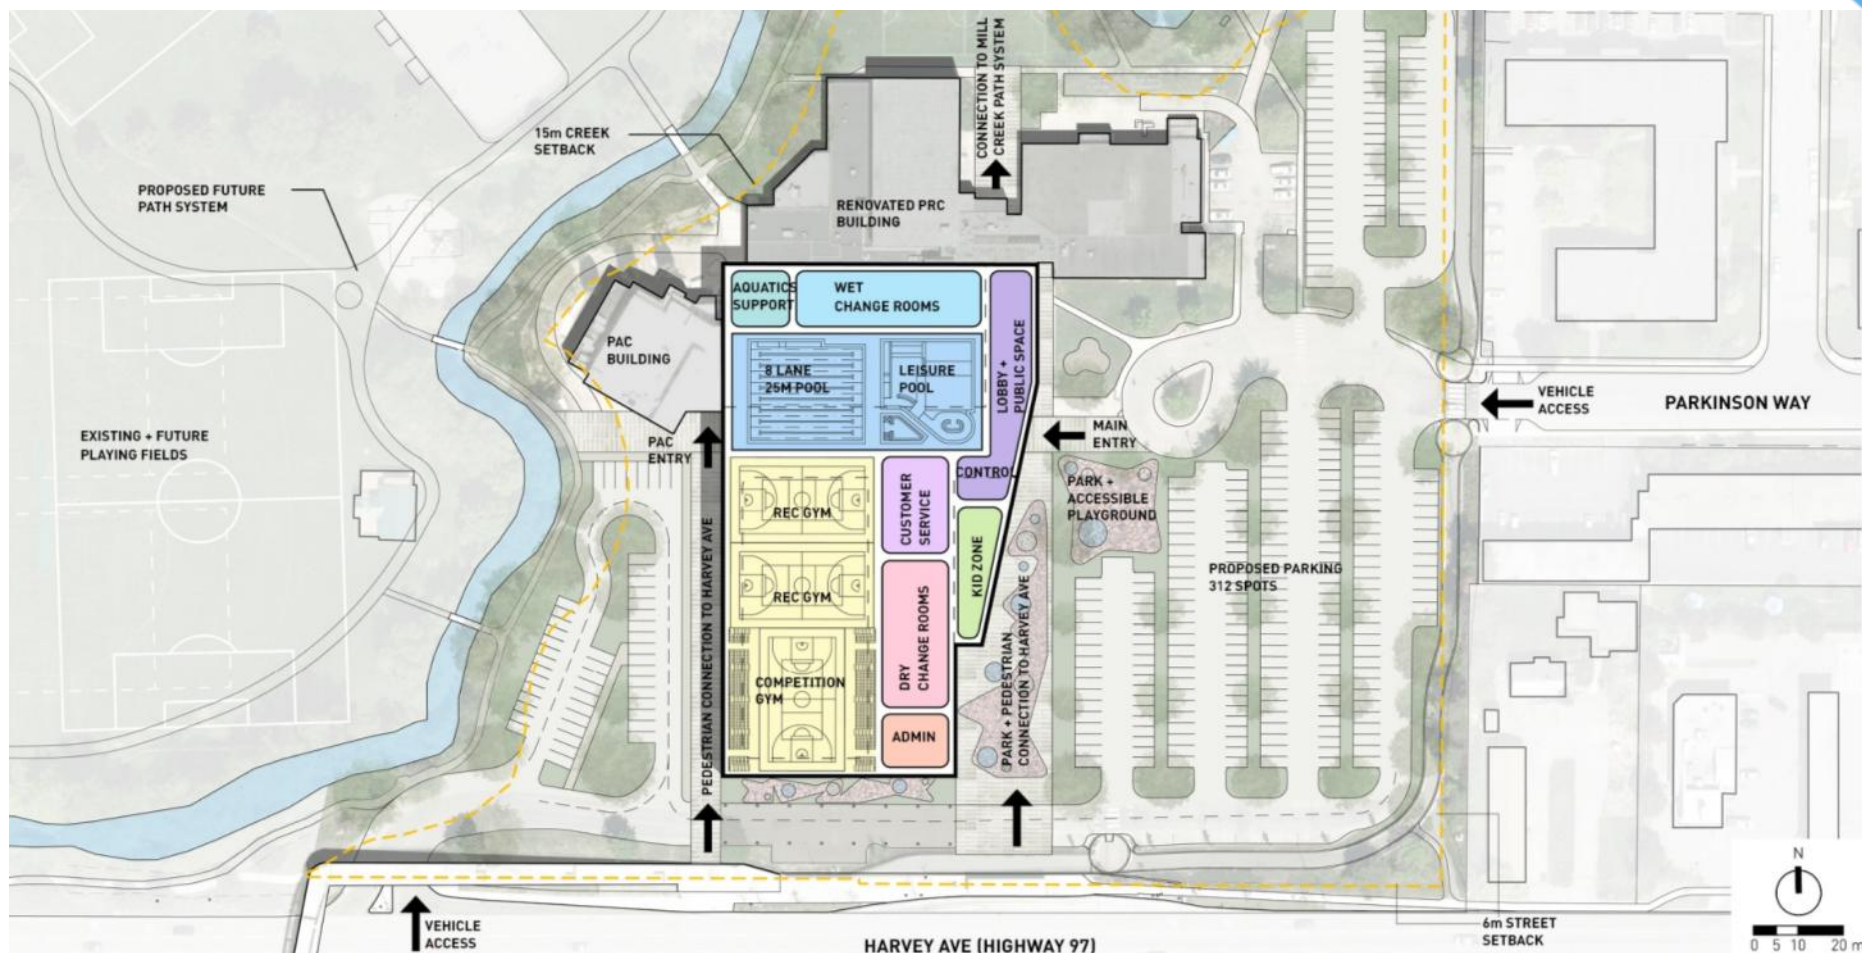 CONNECTION TO MILL
CREEK PATH SYSTEM
15m CREEK
SETBACK
PROPOSED FUTURE
PATH SYSTEM
RENOVATED PRC
BUILDING
AQUATICS
SUPPORT
WET
CHANGE ROOMS
LOBBY +
PUBLIC SPACE
PAC
BUILDING
8 LANE
25M POOL
LEISURE
POOL
VEHICLE
ACCESS
PARKINSON WAY
EXISTING + FUTURE
PLAYING FIELDS
PAC
ENTRY
MAIN
ENTRY
CONTROL
PARK +
ACCESSIBLE
PLAYGROUND
REC GYM
CUSTOMER
SERVICE
KID ZONE
PROPOSED PARKING
312 SPOTS
REC GYM
DRY
CHANGE ROOMS
PEDESTRIAN CONNECTION TO HARVEY AVE
PARK + PEDESTRIAN
CONNECTION TO HARVEY AVE
COMPETITION
GYM
ADMIN
VEHICLE
ACCESS
HARVEY AVE (HIGHWAY 97)
6m STREET
SETBACK
N
0 5 10 20 m